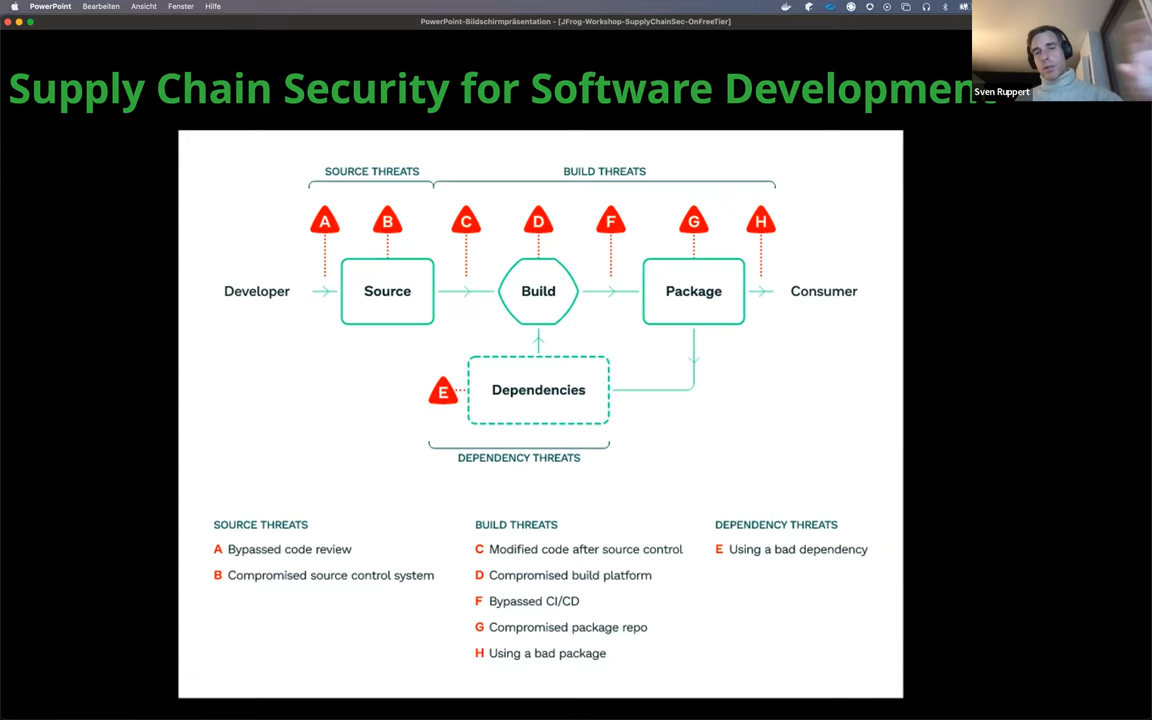 PowerPoint Bearbeiten Ansicht Fenster Hilfe
PowerPoint-Bildschirmpräsentation - [JFrog-Workshop-SupplyChainSec-OnFreeTier]
Supply Chain Security for Software Development
Sven Ruppert
SOURCE THREATS BUILD THREATS
A B C D F G H
Developer Source Build Package Consumer
E Dependencies
DEPENDENCY THREATS
SOURCE THREATS
A Bypassed code review
B Compromised source control system
BUILD THREATS
C Modified code after source control
D Compromised build platform
F Bypassed CI/CD
G Compromised package repo
H Using a bad package
DEPENDENCY THREATS
E Using a bad dependency